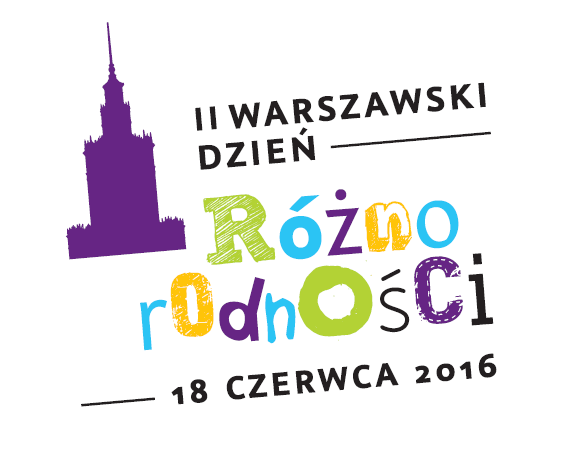 II WARSZAWSKI
DZIEŃ
Różno
rodnOŚCi
18 CZERWCA 2016